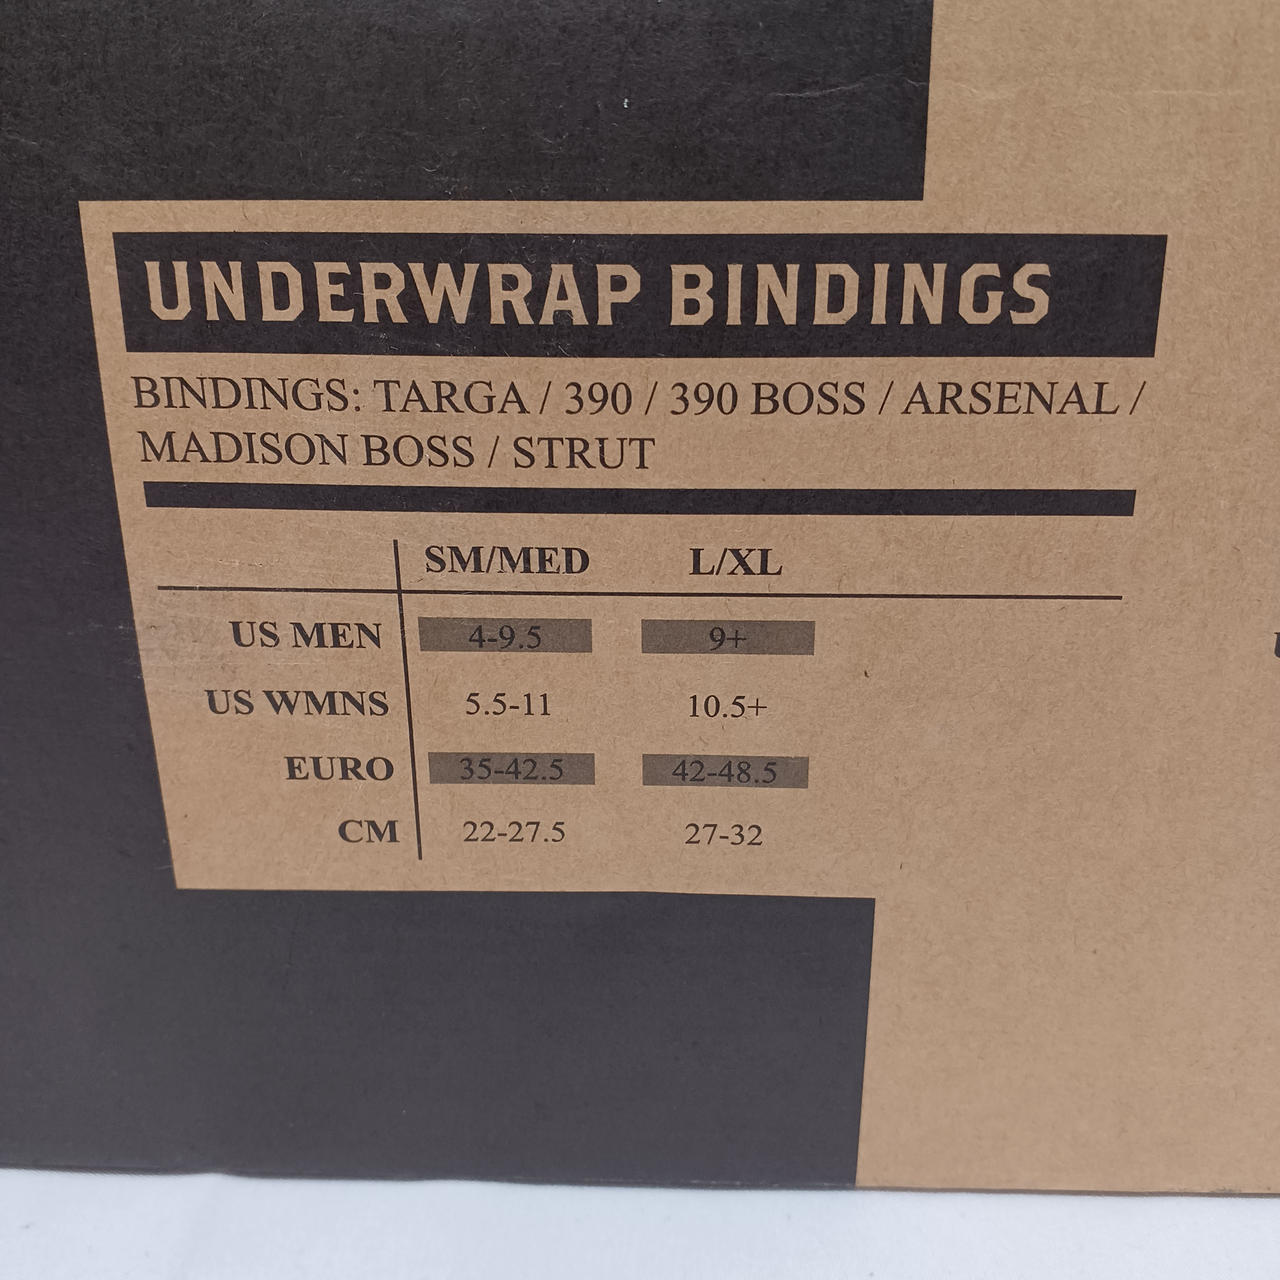 UNDERWRAP BINDINGS
BINDINGS: TARGA / 390 / 390 BOSS / ARSENAL /
MADISON BOSS / STRUT
SM/MED L/XL
US MEN 4-9.5 9+
US WMNS 5.5-11 10.5+
EURO 35-42.5 42-48.5
CM 22-27.5 27-32